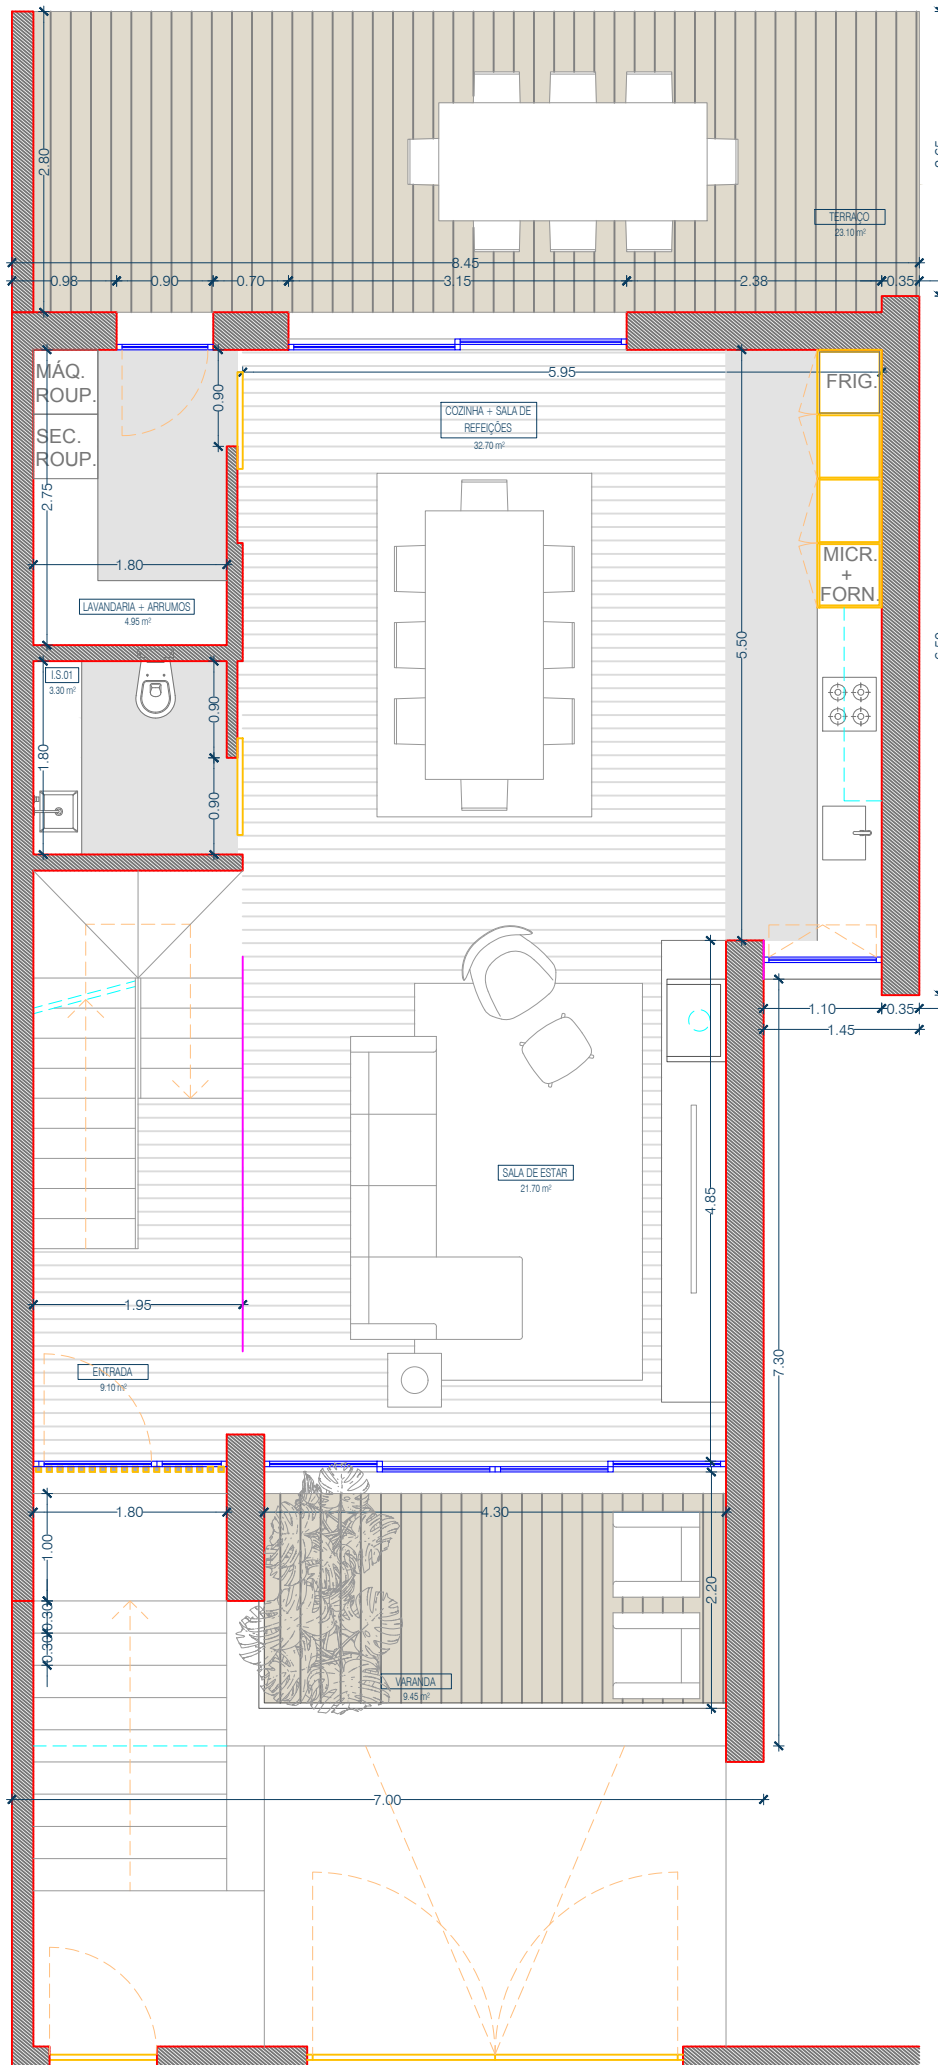 2.80
TERRAÇO
23.10 m²
8.45
0.98
0.90
0.70
3.15
2.38
0.35
MÁQ.
ROUP.
SEC.
ROUP.
0.90
5.95
FRIG.
COZINHA + SALA DE
REFEIÇÕES
32.70 m²
2.75
1.80
MICR.
+
FORN.
LAVANDARIA + ARRUMOS
4.95 m²
5.50
I.S.01
3.30 m²
0.90
1.80
0.90
1.10
0.35
1.45
SALA DE ESTAR
21.70 m²
4.85
1.95
7.30
ENTRADA
9.10 m²
1.80
4.30
1.00
2.20
0.30
0.30
VARANDA
9.45 m²
7.00